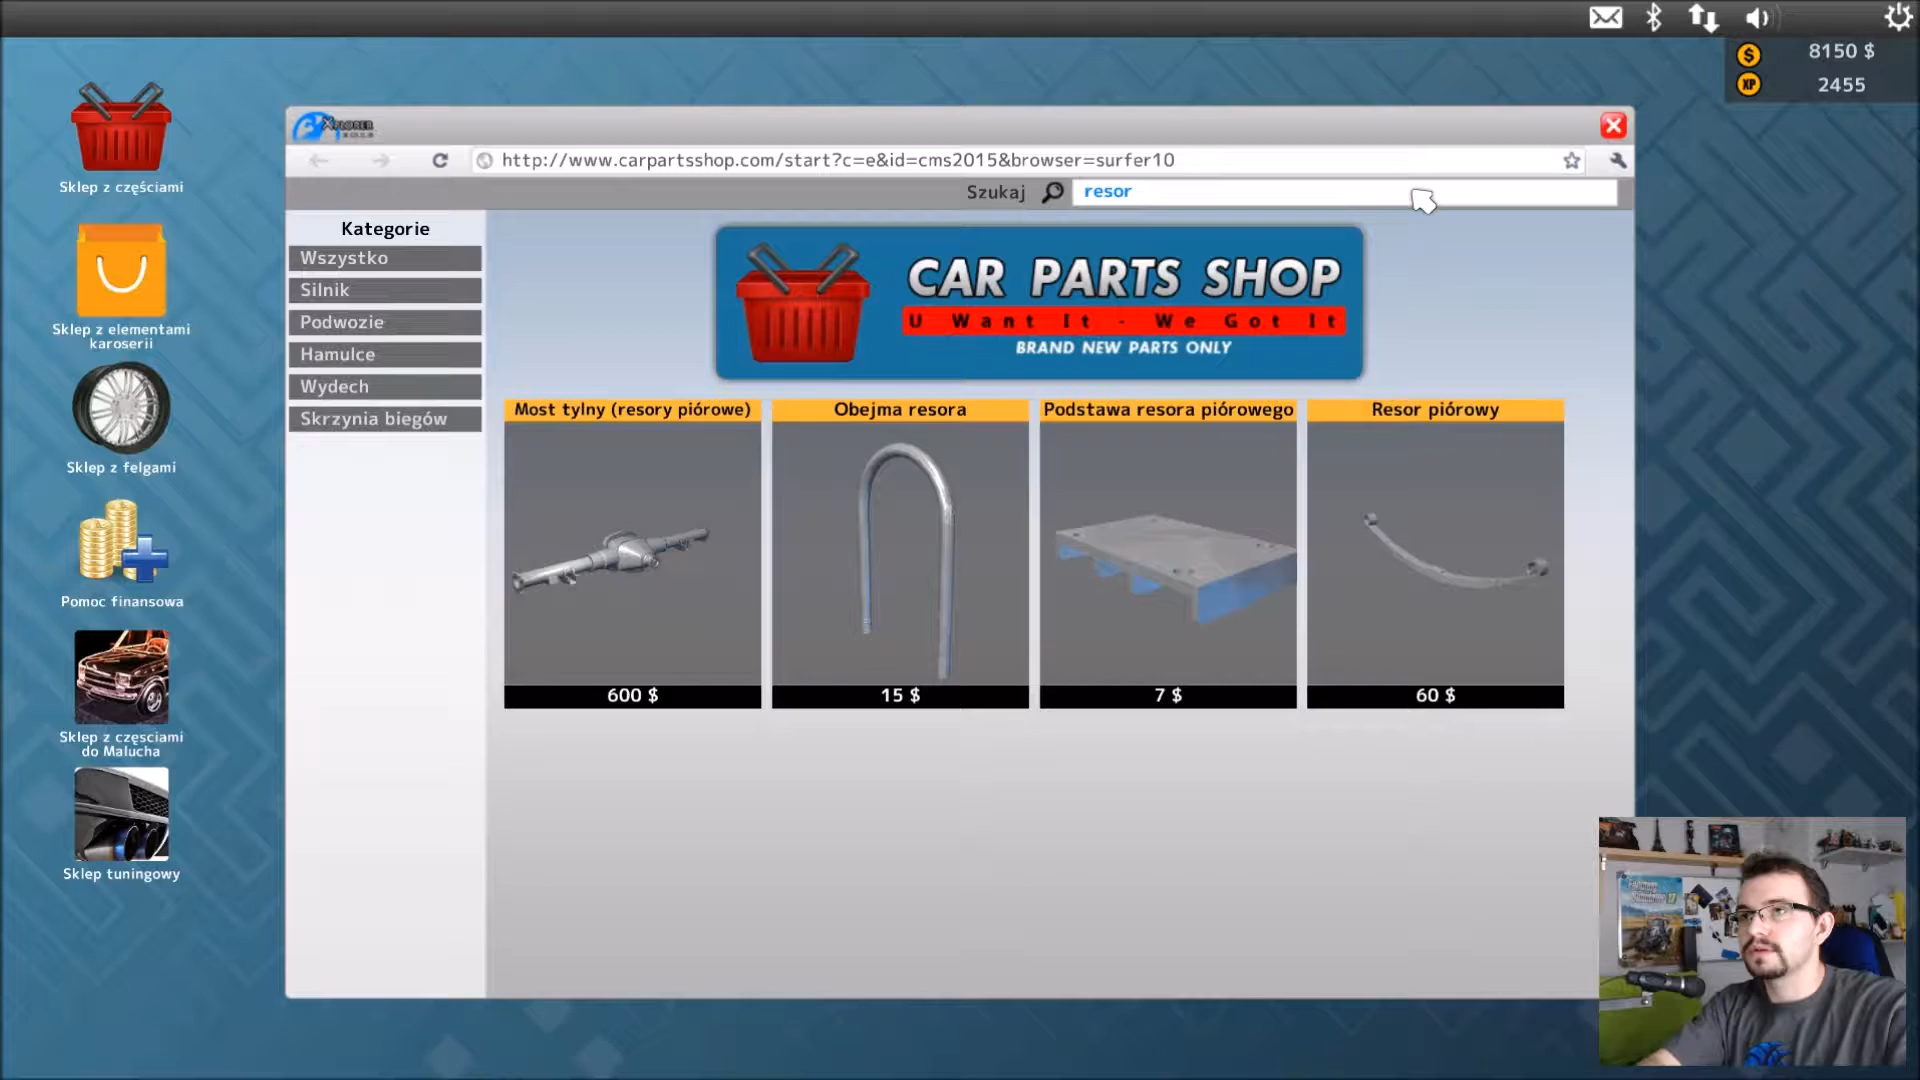 8150 $
XP
2455
Sklep z częściami
Sklep z elementami
karoserii
Sklep z felgami
Pomoc finansowa
Sklep z częsciami
do Malucha
Sklep tuningowy
http://www.carpartsshop.com/start?c=e&id=cms2015&browser=surfer10
Szukaj
resor
Kategorie
Wszystko
Silnik
Podwozie
Hamulce
Wydech
Skrzynia biegów
CAR PARTS SHOP
U Want It - We Got It
BRAND NEW PARTS ONLY
Most tylny (resory piórowe)
600 $
Obejma resora
15 $
Podstawa resora piórowego
7 $
Resor piórowy
60 $